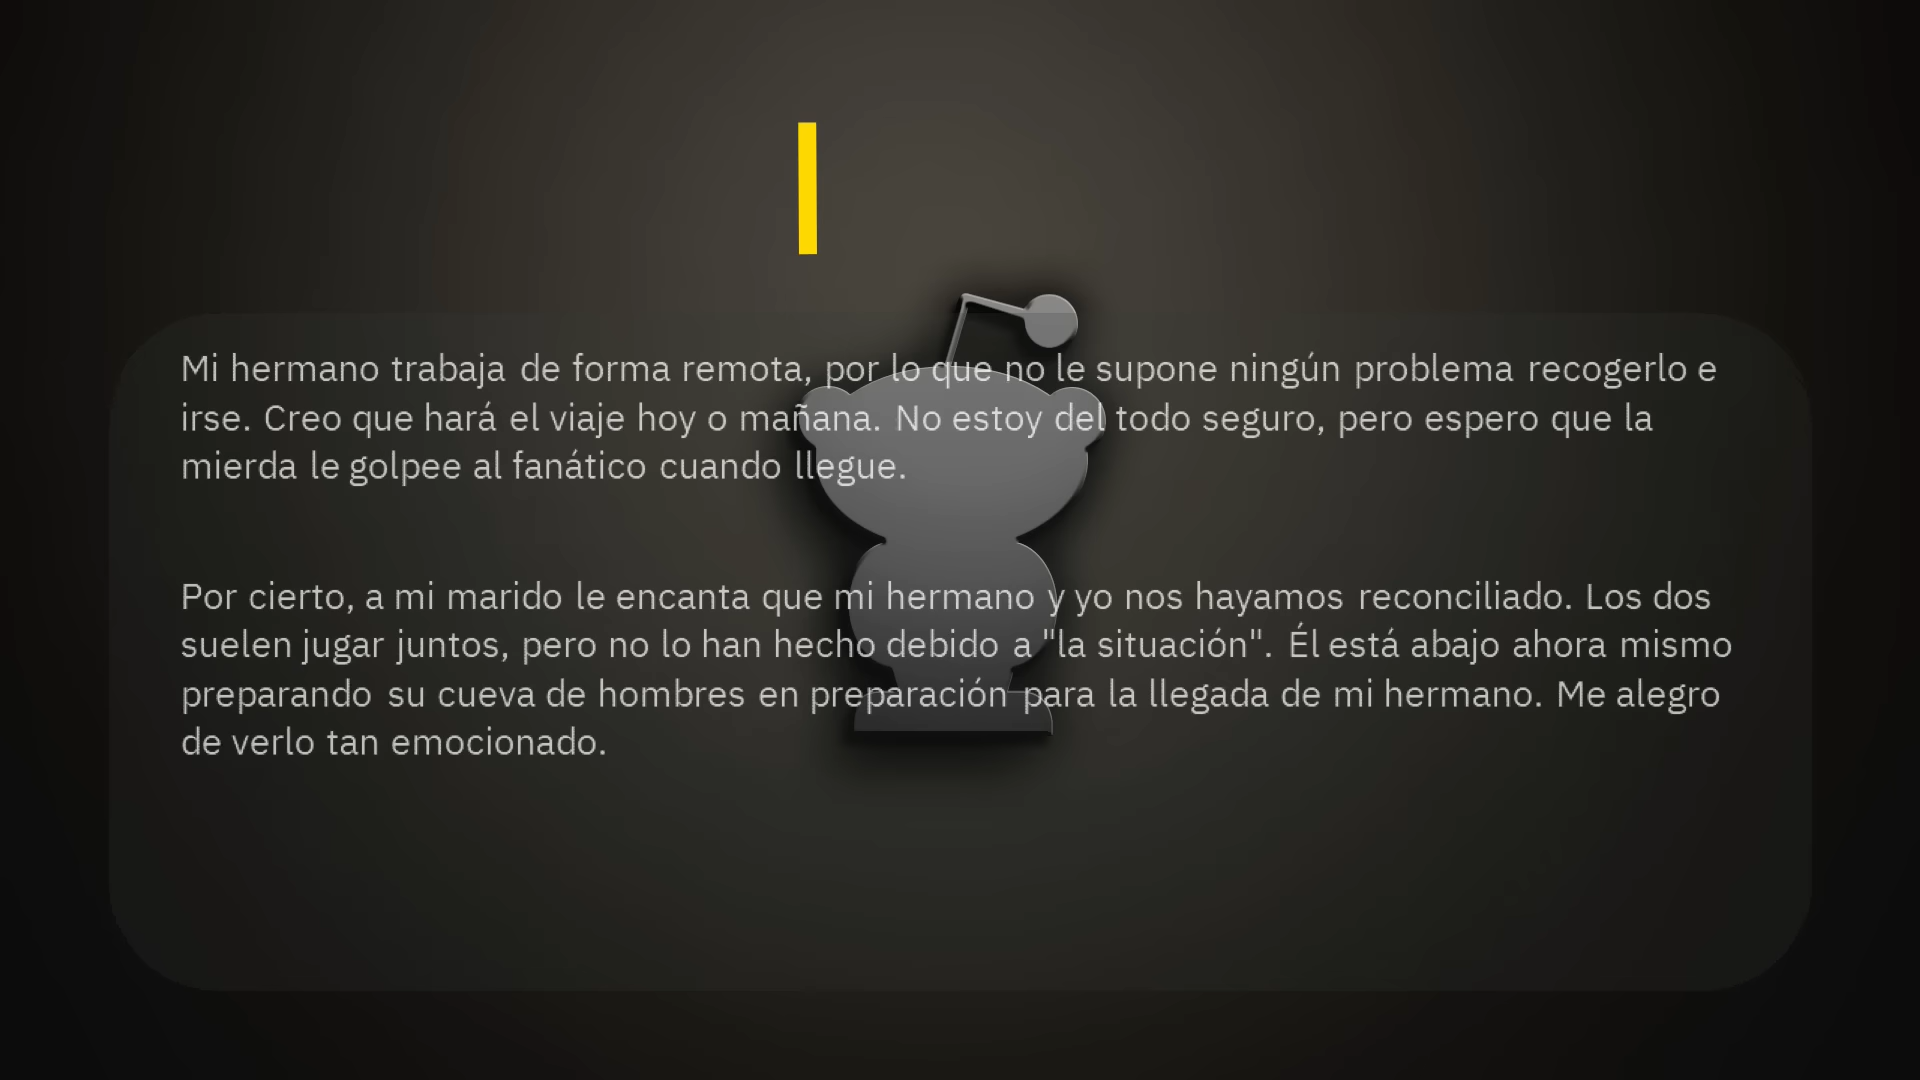 Mi hermano trabaja de forma remota, por lo que no le supone ningún problema recogerlo e
irse. Creo que hará el viaje hoy o mañana. No estoy del todo seguro, pero espero que la
mierda le golpee al fanático cuando llegue.
Por cierto, a mi marido le encanta que mi hermano y yo nos hayamos reconciliado. Los dos
suelen jugar juntos, pero no lo han hecho debido a "la situación". Él está abajo ahora mismo
preparando su cueva de hombres en preparación para la llegada de mi hermano. Me alegro
de verlo tan emocionado.